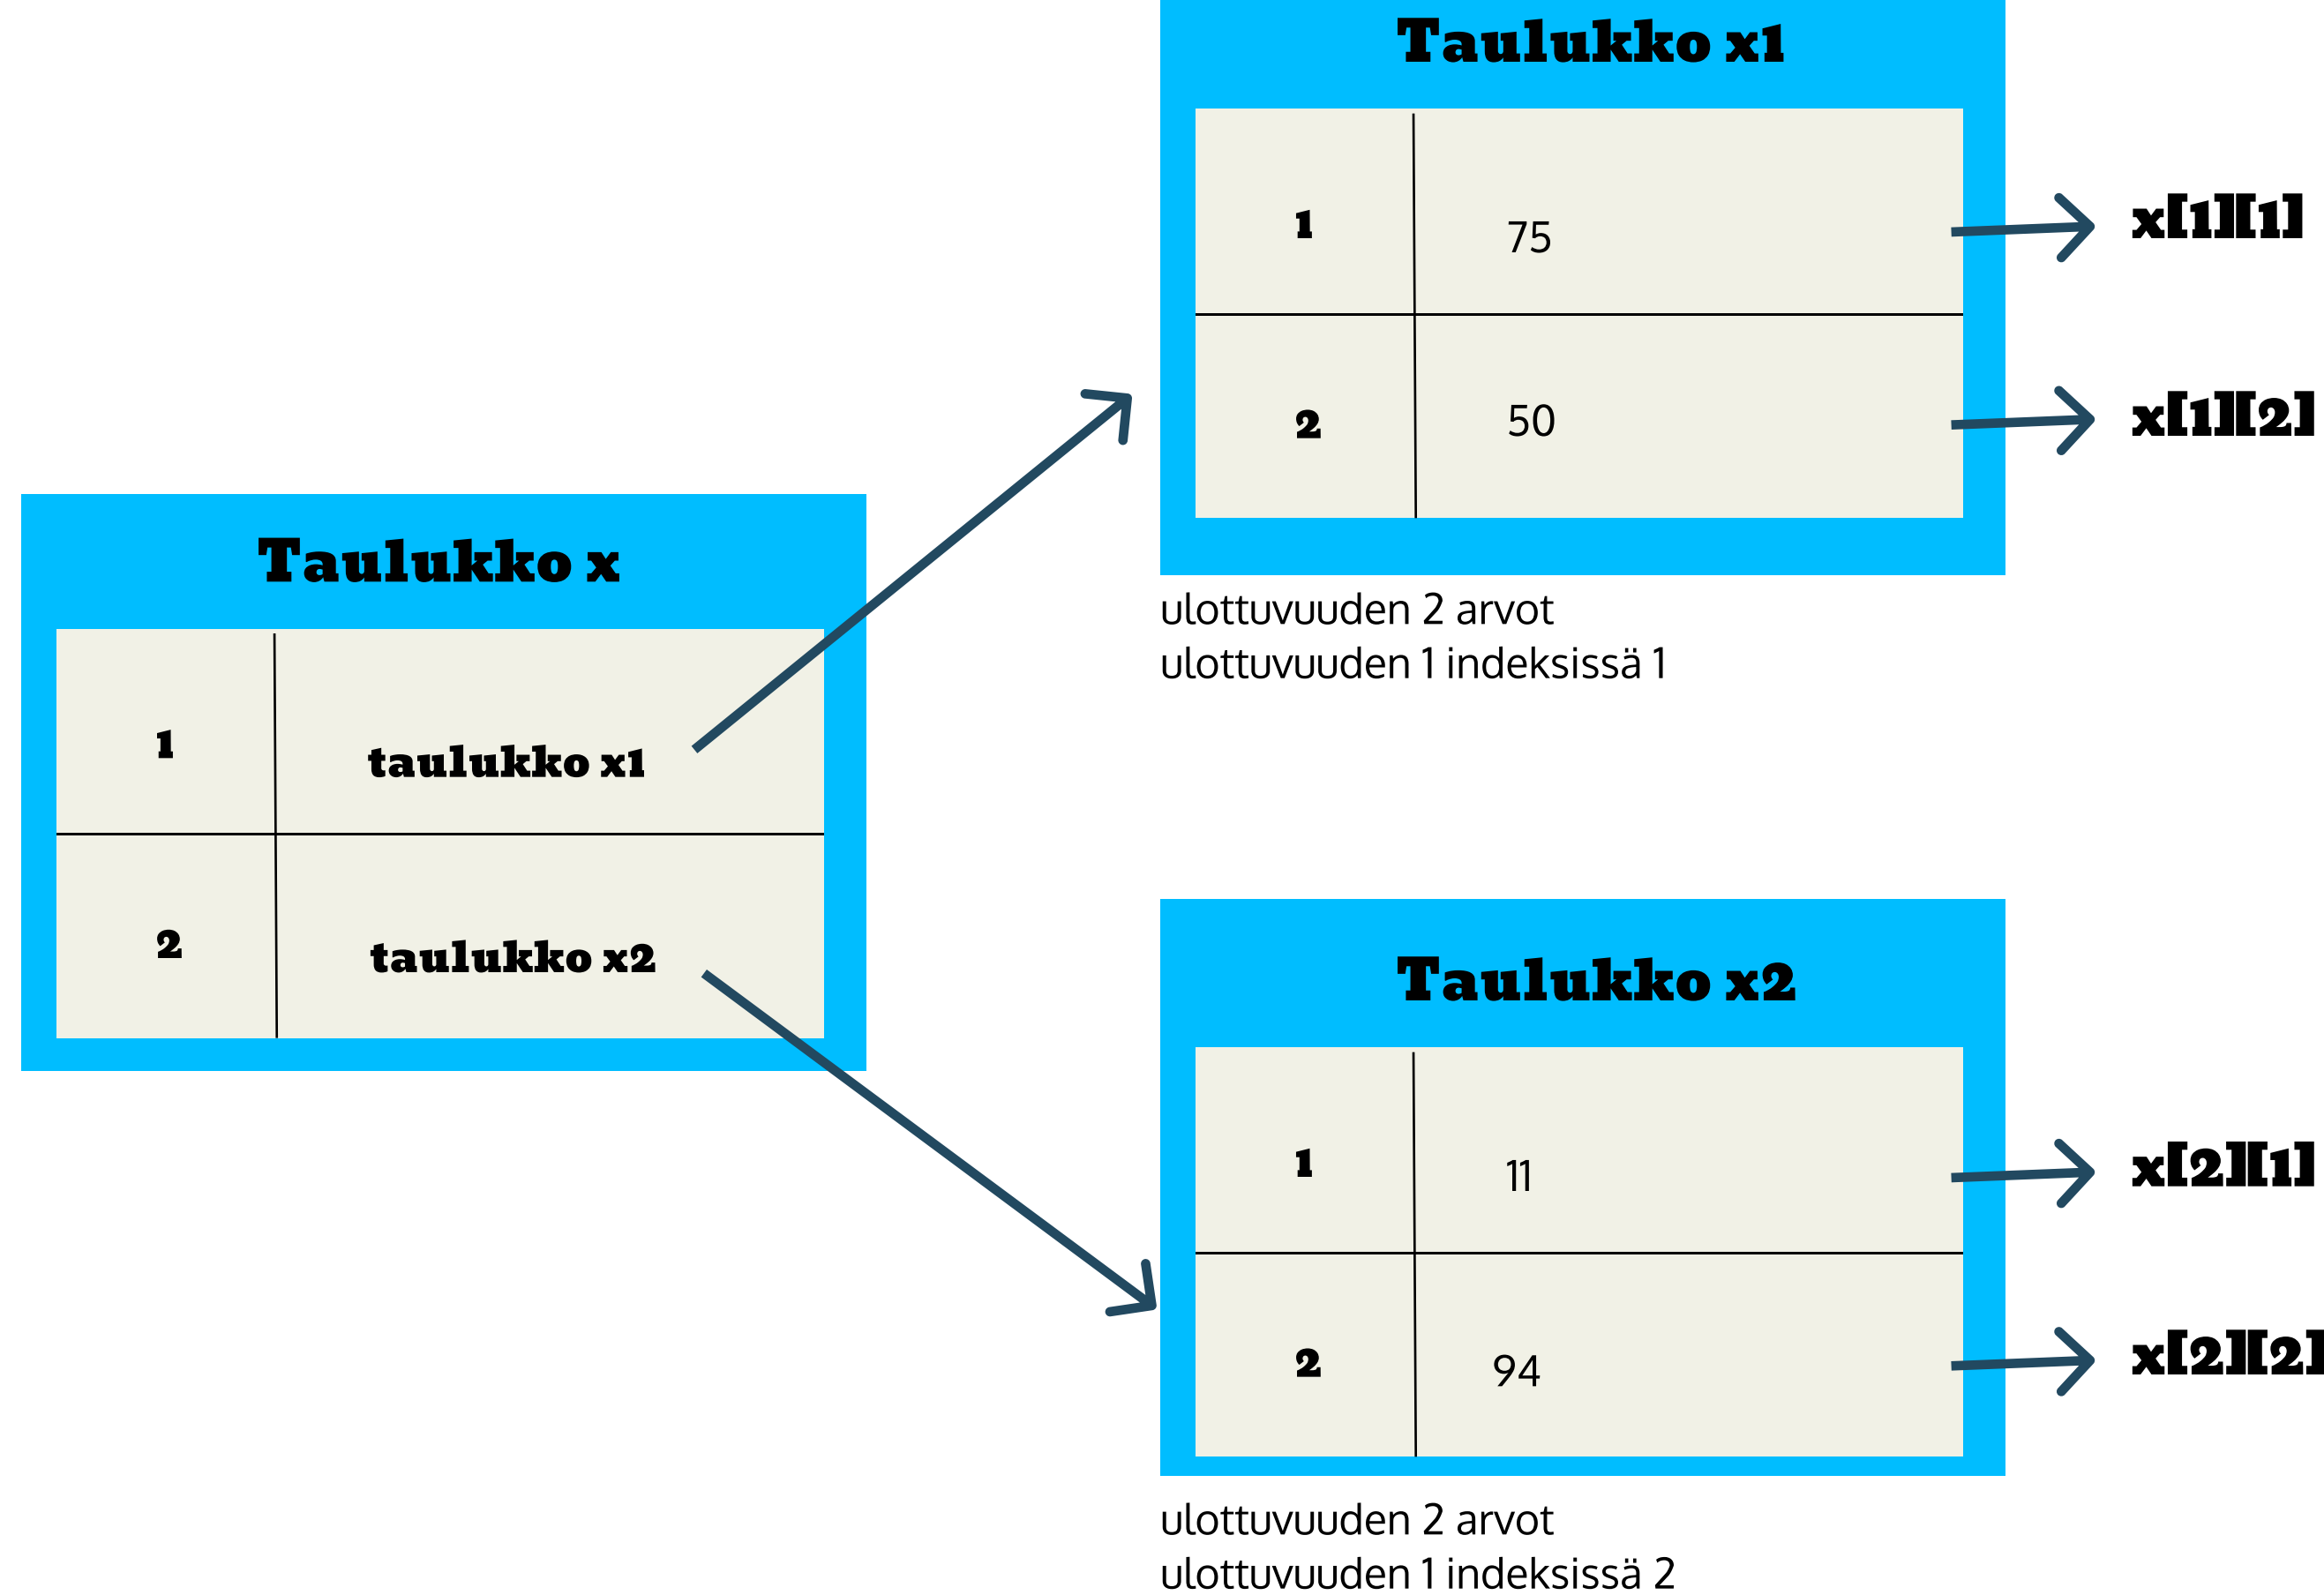 Taulukko x
1
taulukko x1
2
taulukko x2
Taulukko x1
1
75
x[1][1]
2
50
x[1][2]
ulottuvuuden 2 arvot
ulottuvuuden 1 indeksissä 1
Taulukko x2
1
11
x[2][1]
2
94
x[2][2]
ulottuvuuden 2 arvot
ulottuvuuden 1 indeksissä 2